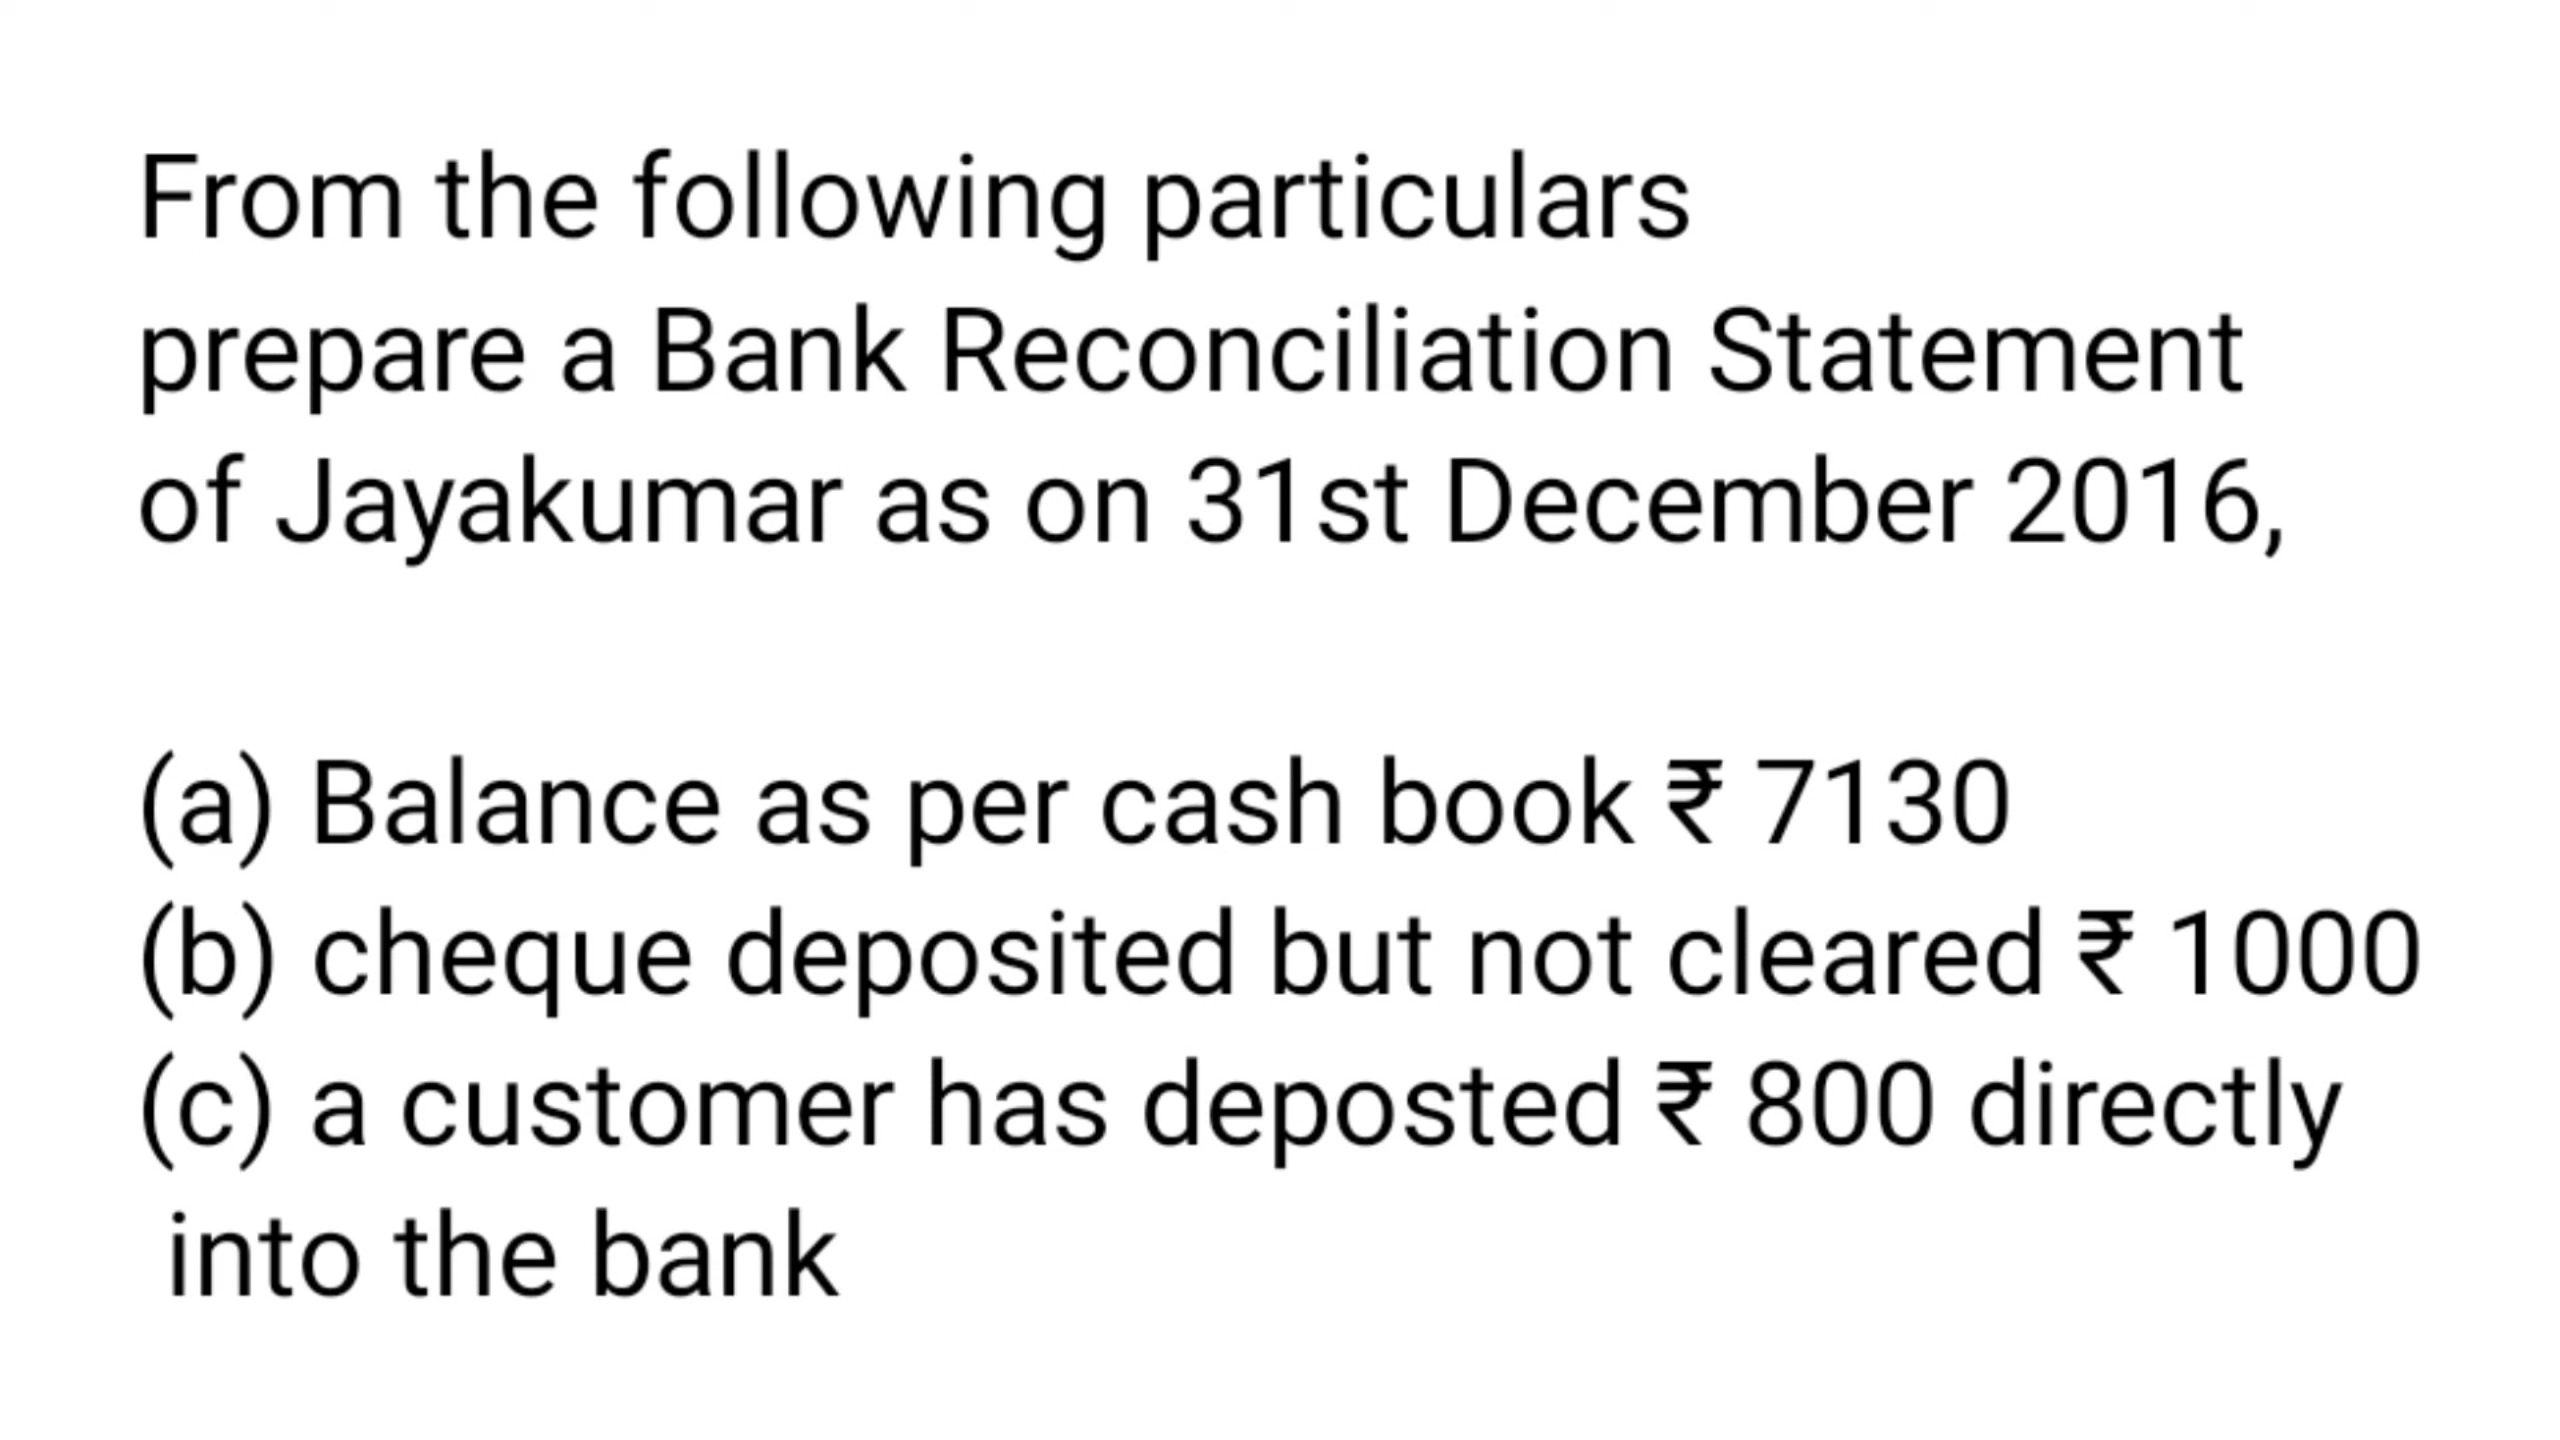 From the following particulars
prepare a Bank Reconciliation Statement
of Jayakumar as on 31st December 2016,
(a) Balance as per cash book ₹ 7130
(b) cheque deposited but not cleared ₹ 1000
(c) a customer has deposted ₹ 800 directly
into the bank